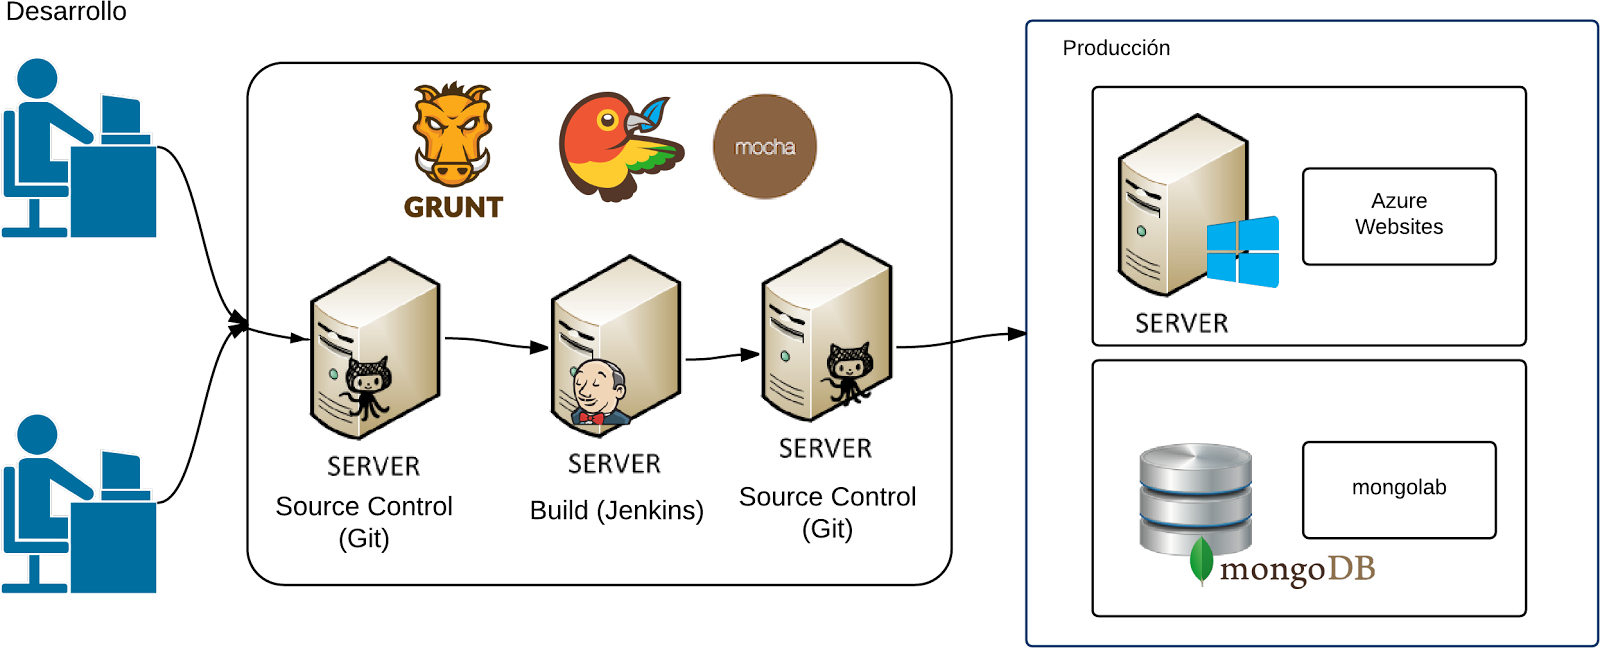 Desarrollo
GRUNT
mocha
SERVER
Source Control
(Git)
SERVER
Build (Jenkins)
SERVER
Source Control
(Git)
Producción
SERVER
Azure
Websites
mongoDB
mongolab